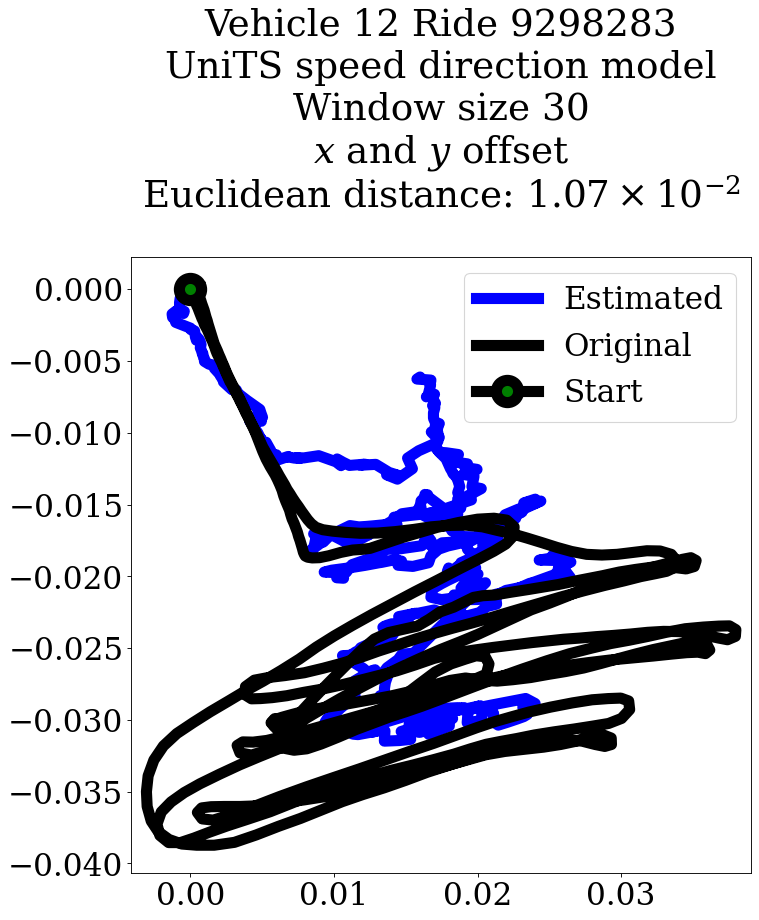 Vehicle 12 Ride 9298283
UniTS speed direction model
Window size 30
x and y offset
Euclidean distance: 1.07 × 10⁻²
Estimated
Original
Start
0.000
−0.005
−0.010
−0.015
−0.020
−0.025
−0.030
−0.035
−0.040
0.00 0.01 0.02 0.03